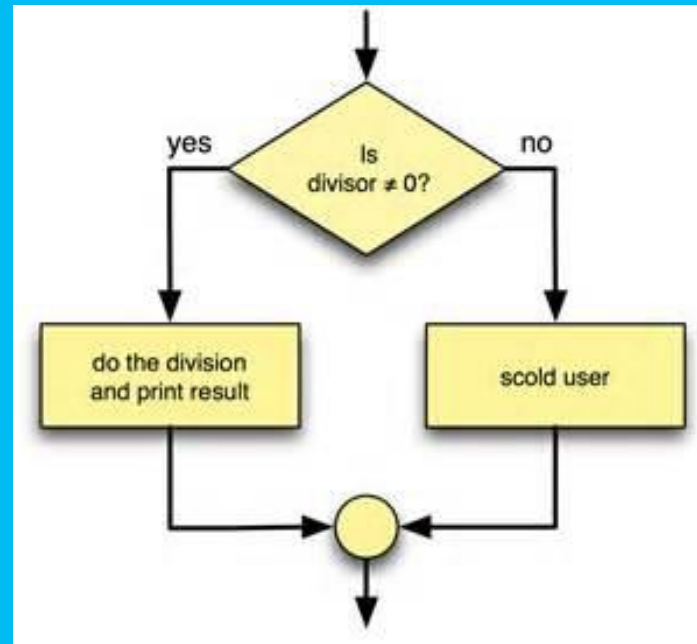 yes
Is
divisor ≠ 0?
no
do the division
and print result
scold user